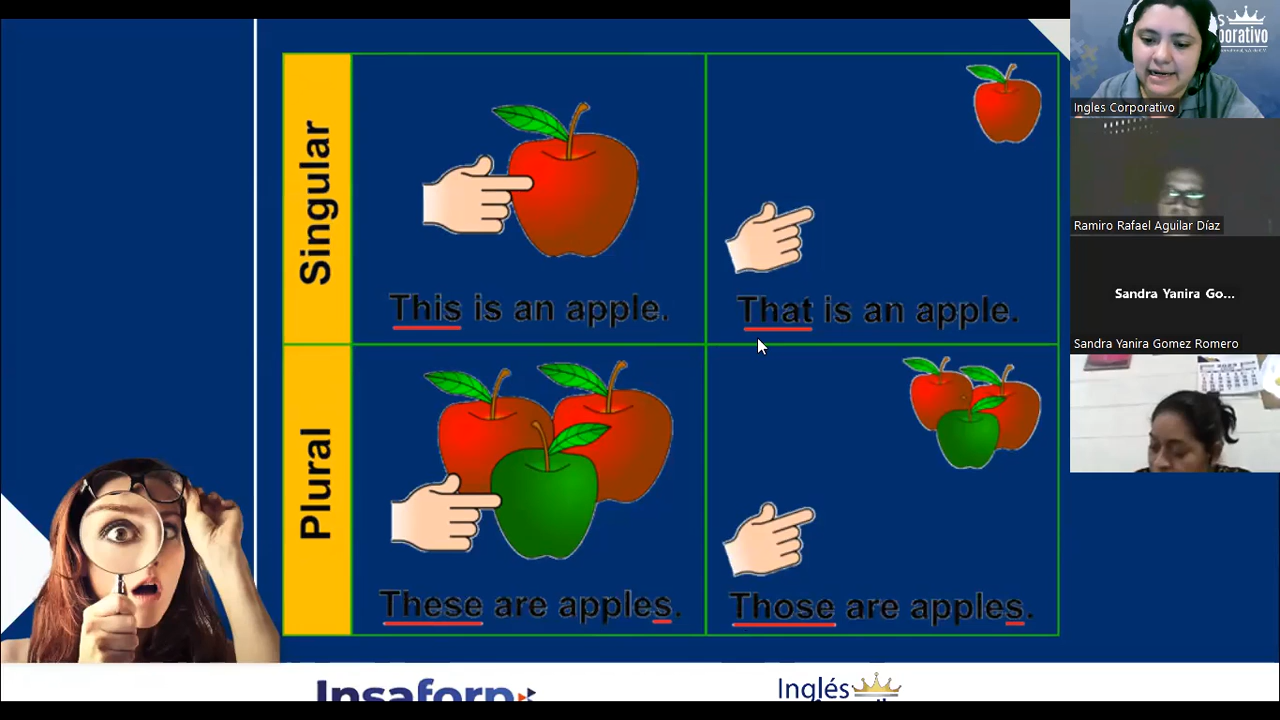 Singular
This is an apple.
That is an apple.
Plural
These are apples.
Those are apples.
Insaforp
Inglés
Ingles Corporativo
Ramiro Rafael Aguilar Díaz
Sandra Yanira Go...
Sandra Yanira Gomez Romero